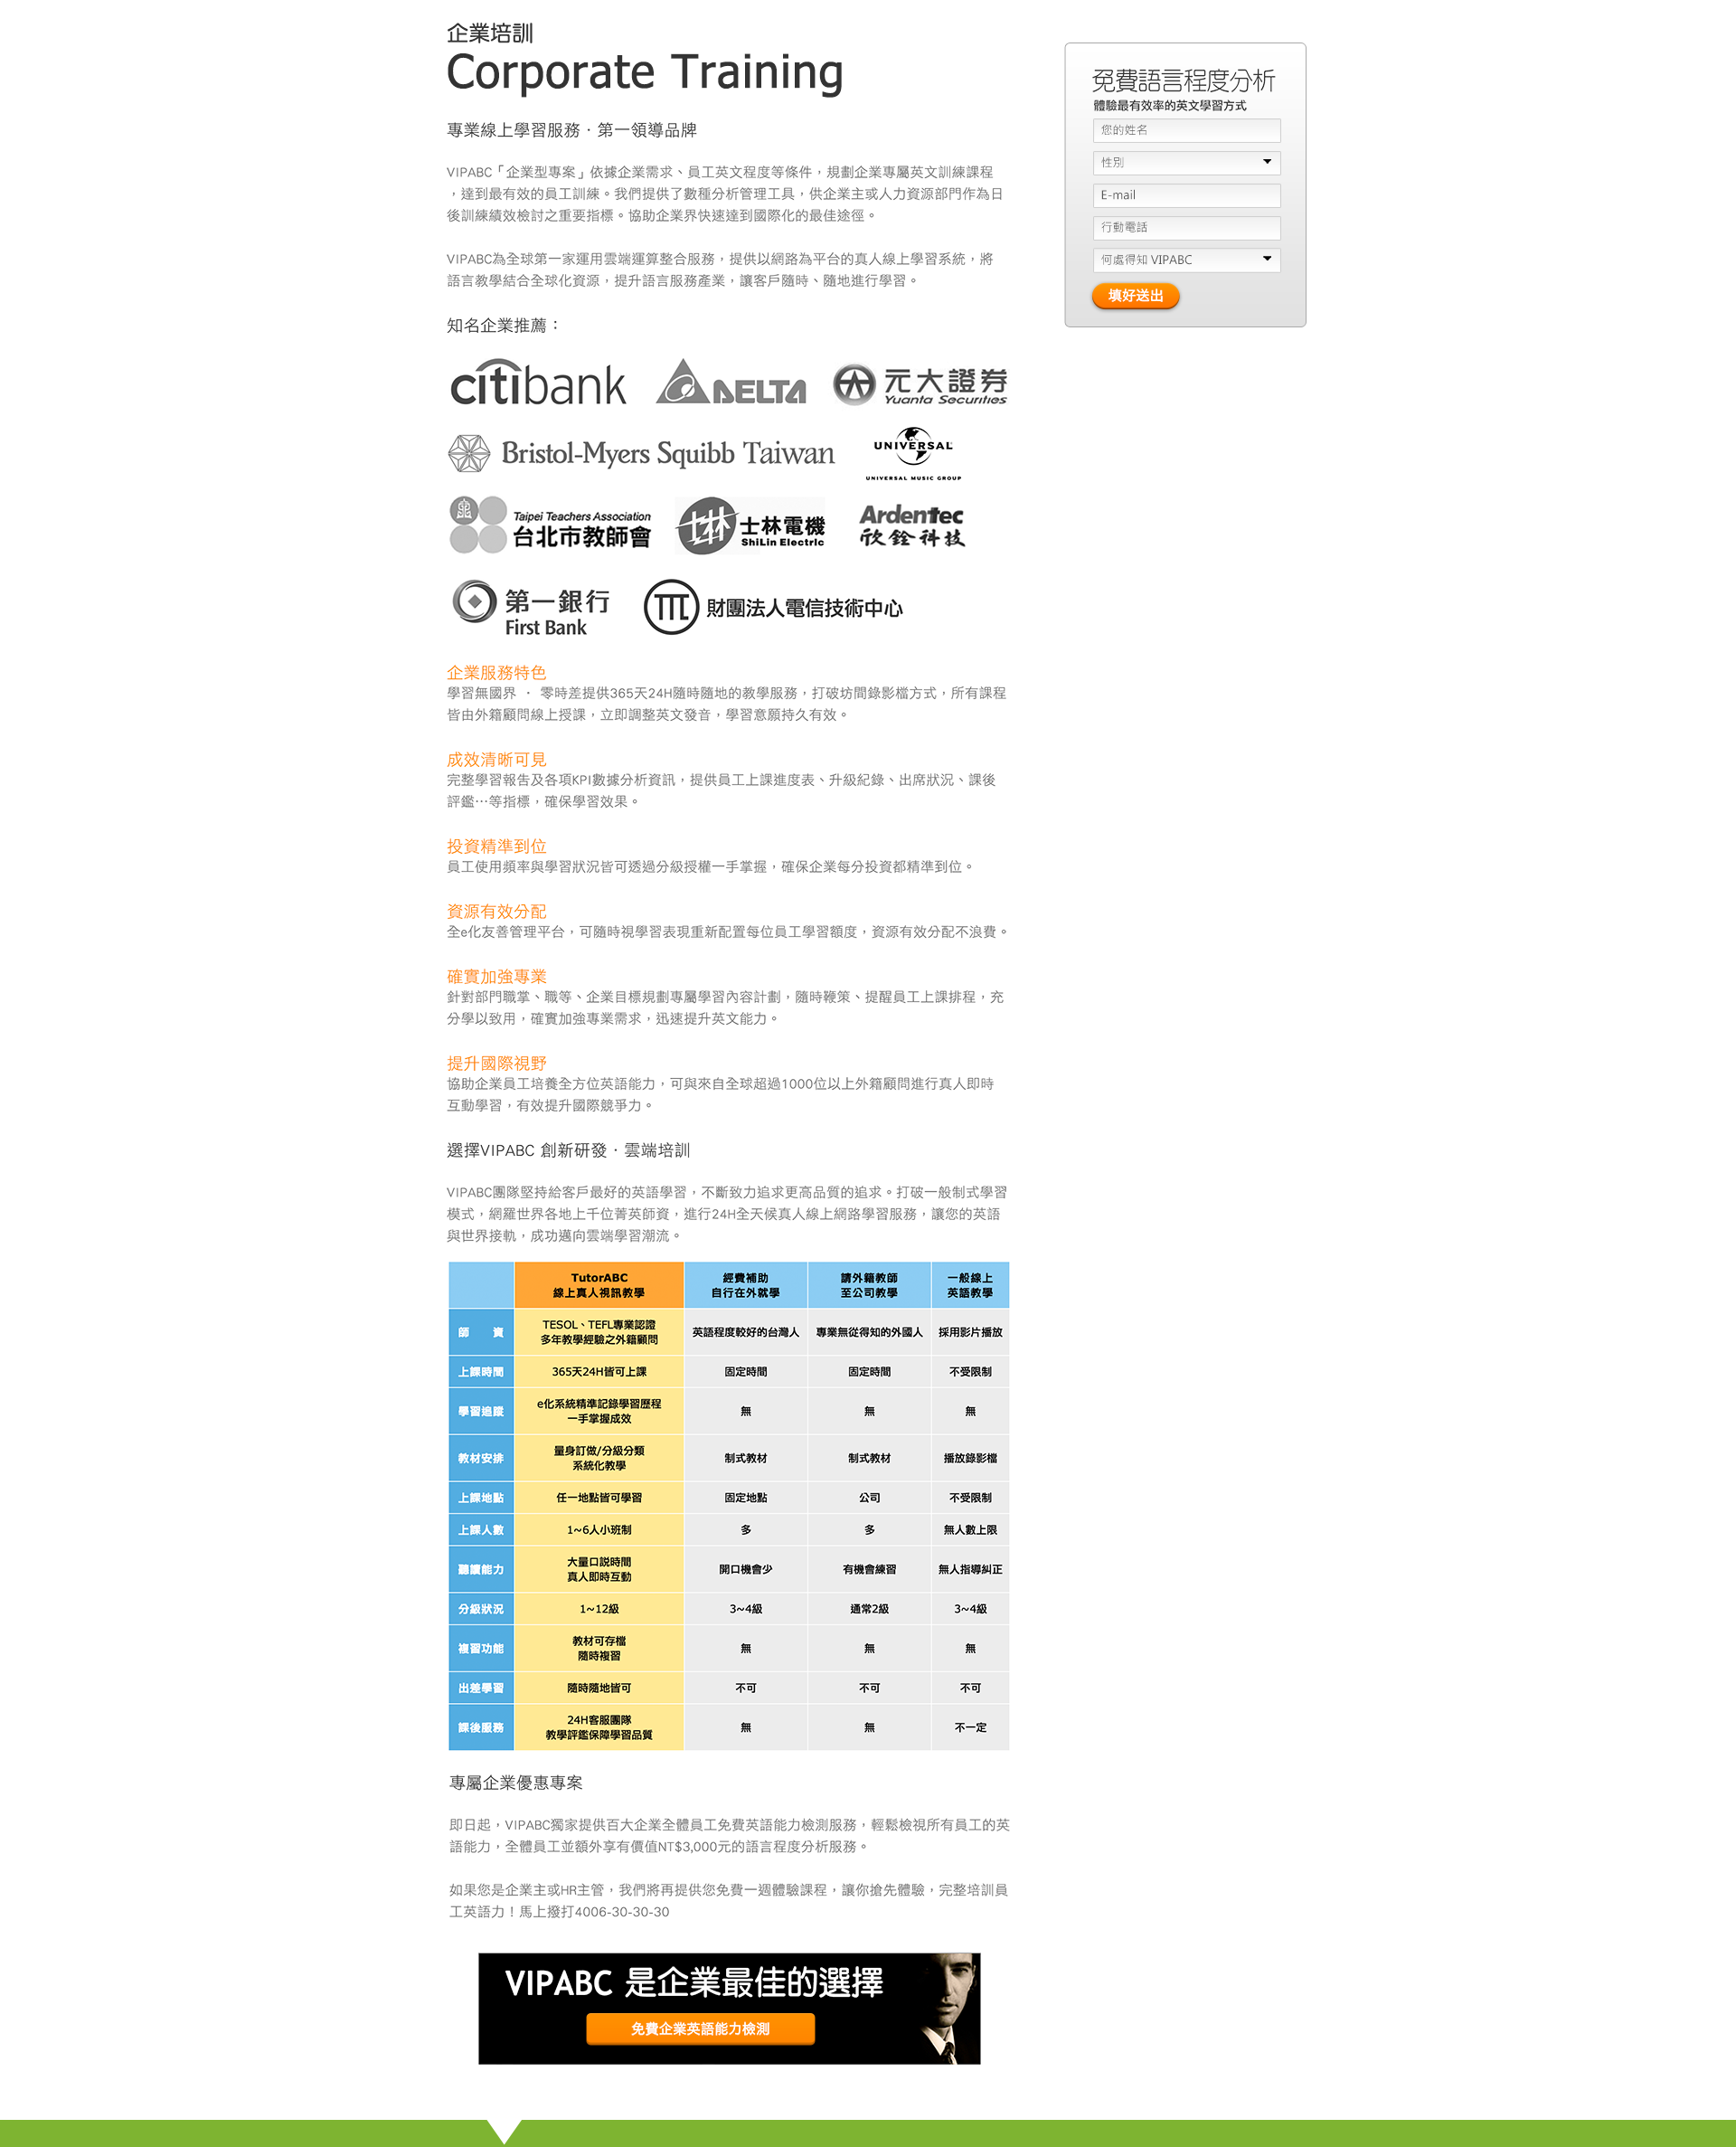 企業培訓
Corporate Training
專業線上學習服務．第一領導品牌
VIPABC「企業型專案」依據企業需求、員工英文程度等條件，規劃企業專屬英文訓練課程
，達到最有效的員工訓練。我們提供了數種分析管理工具，供企業主或人力資源部門作為日
後訓練績效檢討之重要指標。協助企業界快速達到國際化的最佳途徑。
VIPABC為全球第一家運用雲端運算整合服務，提供以網路為平台的真人線上學習系統，將
語言教學結合全球化資源，提升語言服務產業，讓客戶隨時、隨地進行學習。
知名企業推薦：
citibank
DELTA
元大證券
Yuanta Securities
Bristol-Myers Squibb Taiwan
UNIVERSAL
UNIVERSAL MUSIC GROUP
Taipei Teachers Association
台北市教師會
士林電機
ShiLin Electric
Ardentec
欣銓科技
第一銀行
First Bank
財團法人電信技術中心
企業服務特色
學習無國界 ． 零時差提供365天24H隨時隨地的教學服務，打破坊間錄影檔方式，所有課程
皆由外籍顧問線上授課，立即調整英文發音，學習意願持久有效。
成效清晰可見
完整學習報告及各項KPI數據分析資訊，提供員工上課進度表、升級紀錄、出席狀況、課後
評鑑…等指標，確保學習效果。
投資精準到位
員工使用頻率與學習狀況皆可透過分級授權一手掌握，確保企業每分投資都精準到位。
資源有效分配
全e化友善管理平台，可隨時視學習表現重新配置每位員工學習額度，資源有效分配不浪費。
確實加強專業
針對部門職掌、職等、企業目標規劃專屬學習內容計劃，隨時鞭策、提醒員工上課排程，充
分學以致用，確實加強專業需求，迅速提升英文能力。
提升國際視野
協助企業員工培養全方位英語能力，可與來自全球超過1000位以上外籍顧問進行真人即時
互動學習，有效提升國際競爭力。
選擇VIPABC 創新研發．雲端培訓
VIPABC團隊堅持給客戶最好的英語學習，不斷致力追求更高品質的追求。打破一般制式學習
模式，網羅世界各地上千位菁英師資，進行24H全天候真人線上網路學習服務，讓您的英語
與世界接軌，成功邁向雲端學習潮流。
TutorABC
線上真人視訊教學
經費補助
自行在外就學
請外籍教師
至公司教學
一般線上
英語教學
師 資
TESOL、TEFL專業認證
多年教學經驗之外籍顧問
英語程度較好的台灣人
專業無從得知的外國人
採用影片播放
上課時間
365天24H皆可上課
固定時間
固定時間
不受限制
學習追蹤
e化系統精準記錄學習歷程
一手掌握成效
無
無
無
教材安排
量身訂做/分級分類
系統化教學
制式教材
制式教材
播放錄影檔
上課地點
任一地點皆可學習
固定地點
公司
不受限制
上課人數
1~6人小班制
多
多
無人數上限
聽讀能力
大量口説時間
真人即時互動
開口機會少
有機會練習
無人指導糾正
分級狀況
1~12級
3~4級
通常2級
3~4級
複習功能
教材可存檔
隨時複習
無
無
無
出差學習
隨時隨地皆可
不可
不可
不可
課後服務
24H客服團隊
教學評鑑保障學習品質
無
無
不一定
專屬企業優惠專案
即日起，VIPABC獨家提供百大企業全體員工免費英語能力檢測服務，輕鬆檢視所有員工的英
語能力，全體員工並額外享有價值NT$3,000元的語言程度分析服務。
如果您是企業主或HR主管，我們將再提供您免費一週體驗課程，讓你搶先體驗，完整培訓員
工英語力！馬上撥打4006-30-30-30
VIPABC 是企業最佳的選擇
免費企業英語能力檢測
免費語言程度分析
體驗最有效率的英文學習方式
您的姓名
性別
E-mail
行動電話
何處得知 VIPABC
填好送出